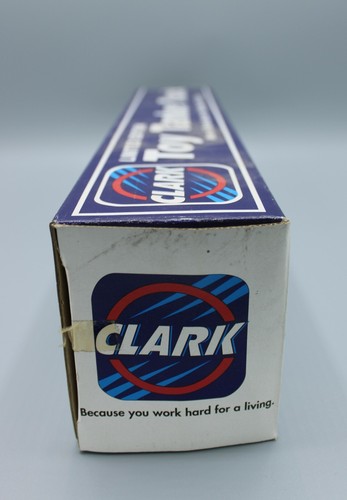 Toy
CLARK
CLARK
Because you work hard for a living.